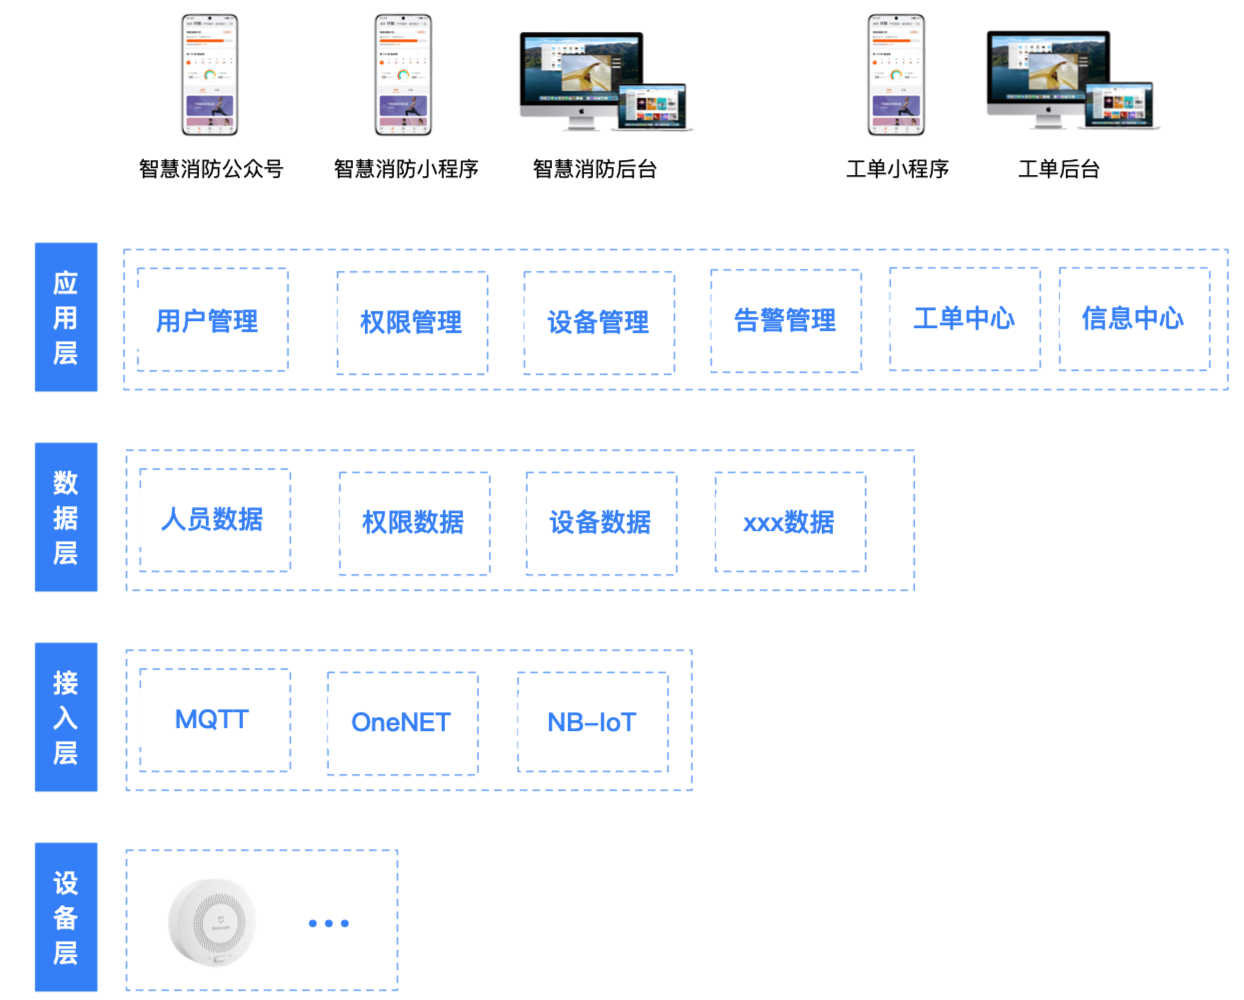 智慧消防公众号
智慧消防小程序
智慧消防后台
工单小程序
工单后台
应用层
用户管理
权限管理
设备管理
告警管理
工单中心
信息中心
数据层
人员数据
权限数据
设备数据
xxx数据
接入层
MQTT
OneNET
NB-IoT
设备层